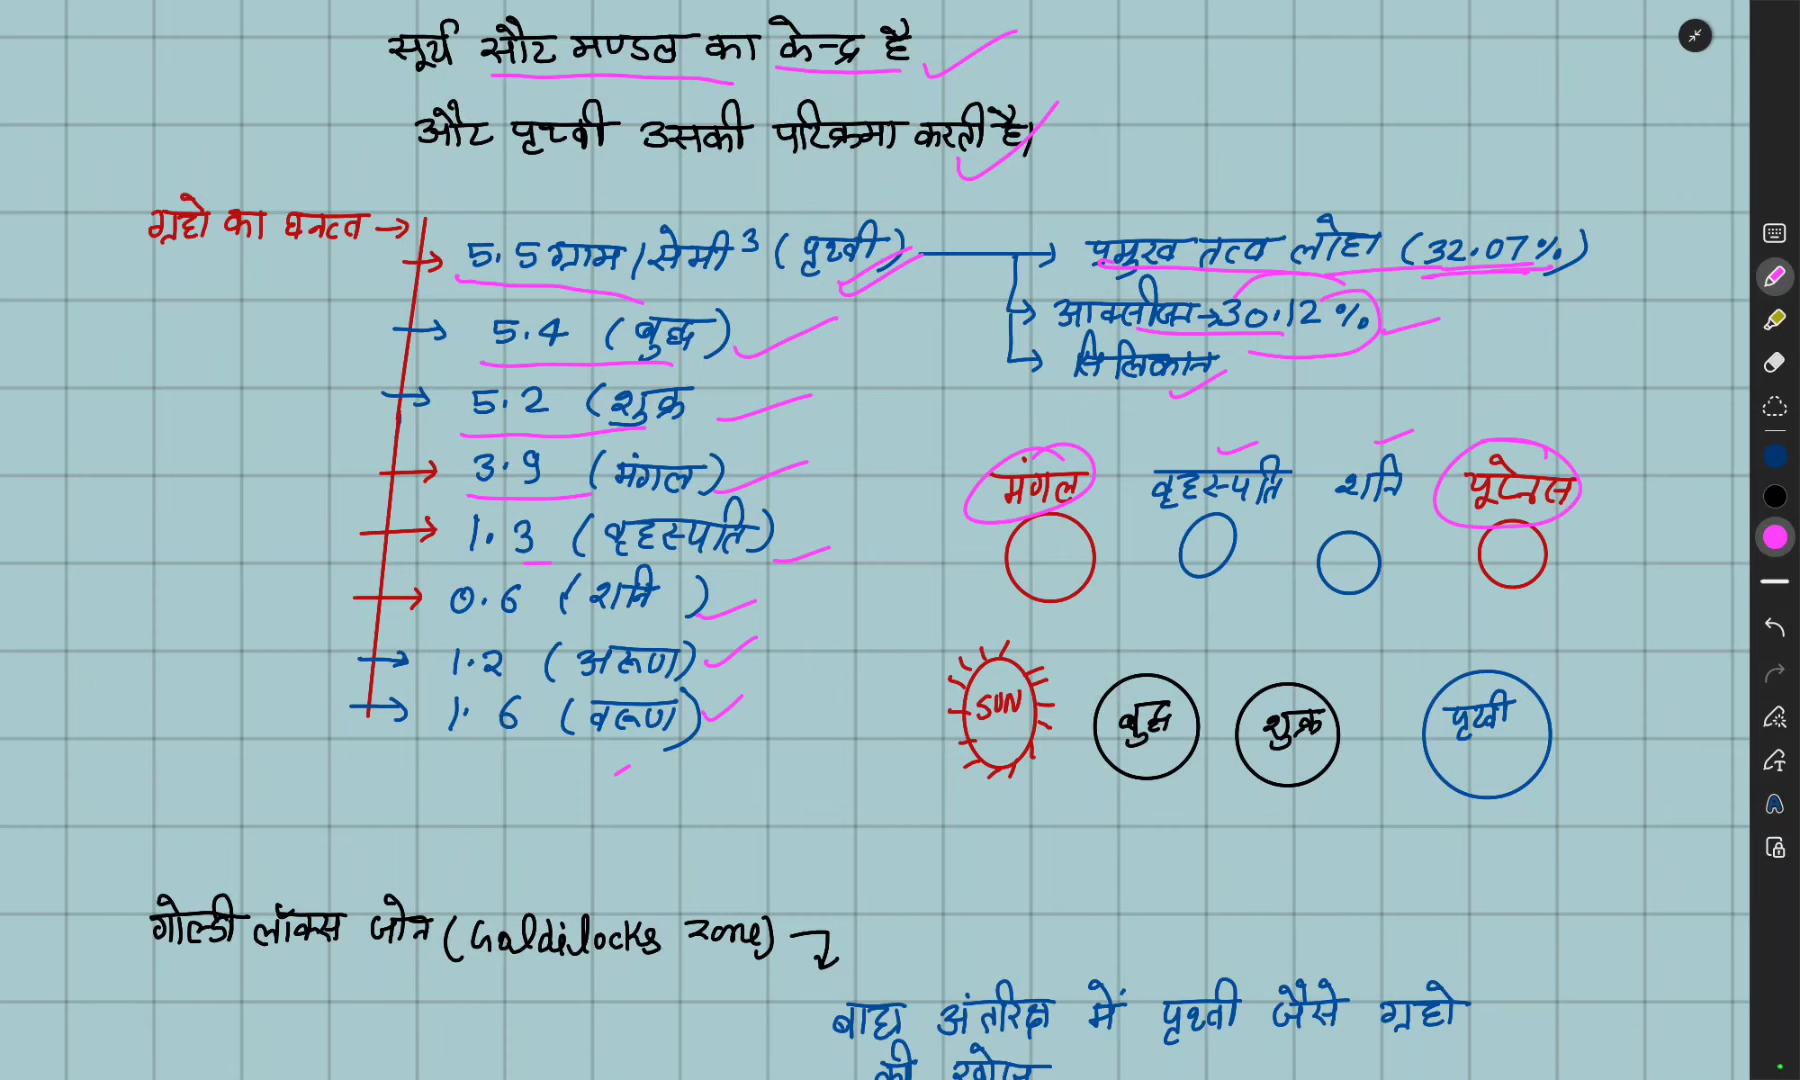 सूर्य सौर मण्डल का केन्द्र है
और पृथ्वी उसकी परिक्रमा करती है।
ग्रहो का घनत्व →
5.5 ग्राम / सेमी³ (पृथ्वी)
5.4 (बुद्ध)
5.2 (शुक्र
3.9 (मंगल)
1.3 (बृहस्पति)
0.6 (शनि)
1.2 (अरूण)
1.6 (वरूण)
प्रमुख तत्व लोहा (32.07%)
आक्सीजन → 30.12 %
सिलिकान
मंगल बृहस्पति शनि यूरेनस
SUN बुद्ध शुक्र पृथ्वी
गोल्डी लॉक्स जोन (Goldilocks Zone)
बाह्य अंतरिक्ष में पृथ्वी जैसे ग्रहो
की खोज